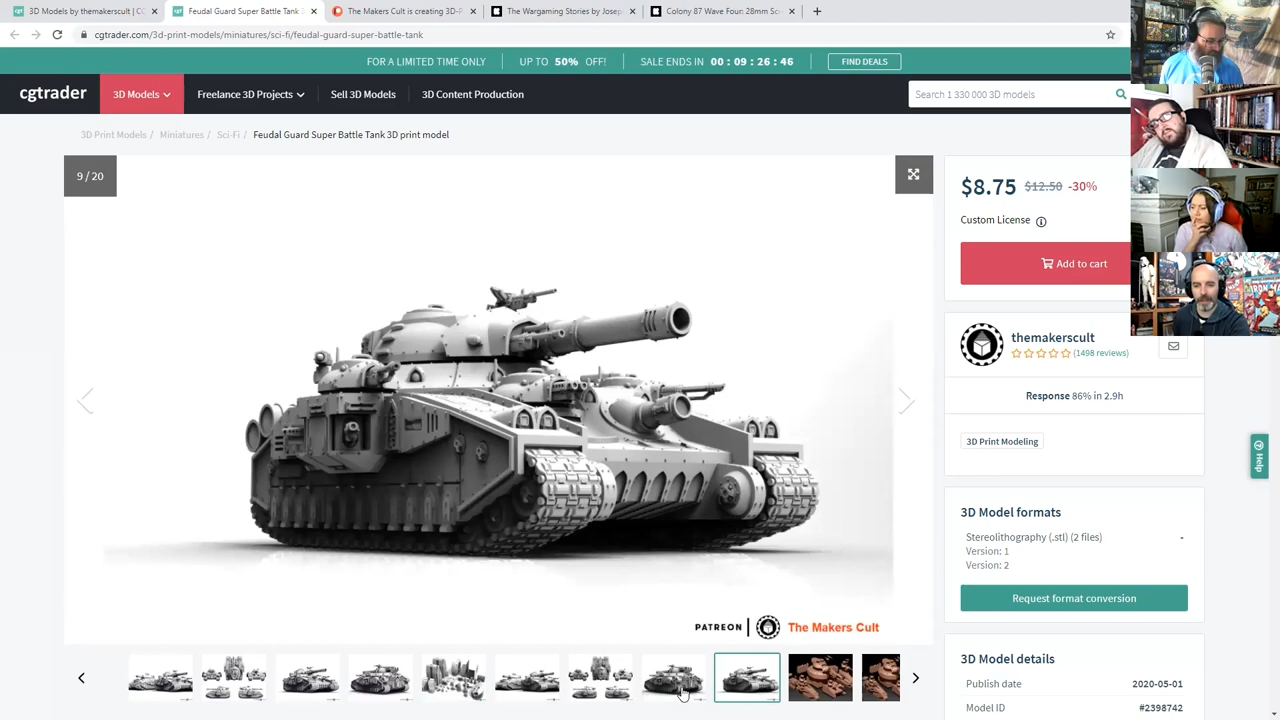 3D Models by themakerscult | CG
Feudal Guard Super Battle Tank 3
The Makers Cult is creating 3D-P
The Wargaming Stories by Josep
Colony 87 Wave Four: 28mm Sc
cgtrader.com/3d-print-models/miniatures/sci-fi/feudal-guard-super-battle-tank
FOR A LIMITED TIME ONLY UP TO 50% OFF! SALE ENDS IN 00 : 09 : 26 : 46 FIND DEALS
cgtrader 3D Models Freelance 3D Projects Sell 3D Models 3D Content Production Search 1 330 000 3D models
3D Print Models / Miniatures / Sci-Fi / Feudal Guard Super Battle Tank 3D print model
9 / 20
$8.75 $12.50 -30%
Custom License
Add to cart
themakerscult
(1498 reviews)
Response 86% in 2.9h
3D Print Modeling
Help
3D Model formats
Stereolithography (.stl) (2 files) -
Version: 1
Version: 2
Request format conversion
PATREON | The Makers Cult
3D Model details
Publish date 2020-05-01
Model ID #2398742